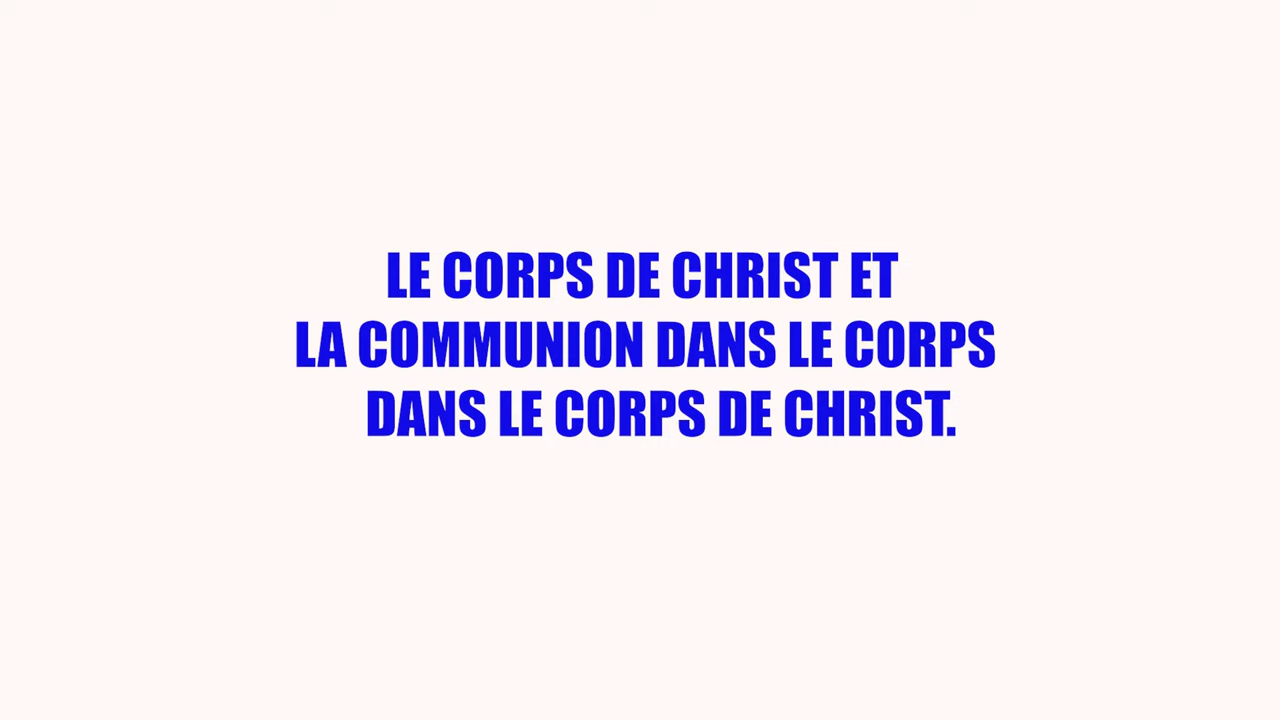 LE CORPS DE CHRIST ET
LA COMMUNION DANS LE CORPS
DANS LE CORPS DE CHRIST.